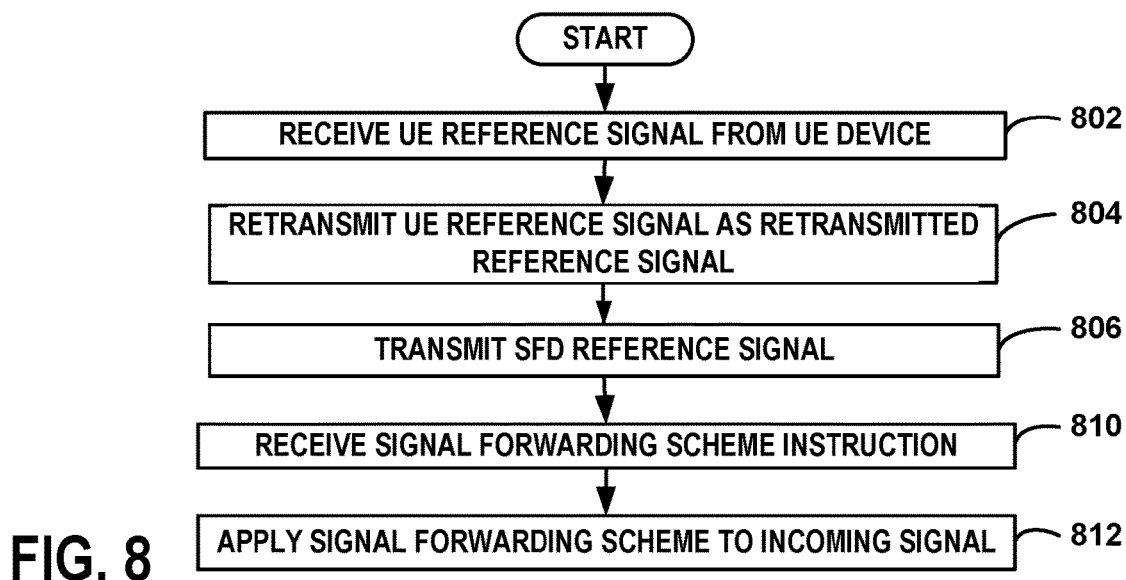 START
RECEIVE UE REFERENCE SIGNAL FROM UE DEVICE
802
RETRANSMIT UE REFERENCE SIGNAL AS RETRANSMITTED
REFERENCE SIGNAL
804
TRANSMIT SFD REFERENCE SIGNAL
806
RECEIVE SIGNAL FORWARDING SCHEME INSTRUCTION
810
APPLY SIGNAL FORWARDING SCHEME TO INCOMING SIGNAL
812
FIG. 8